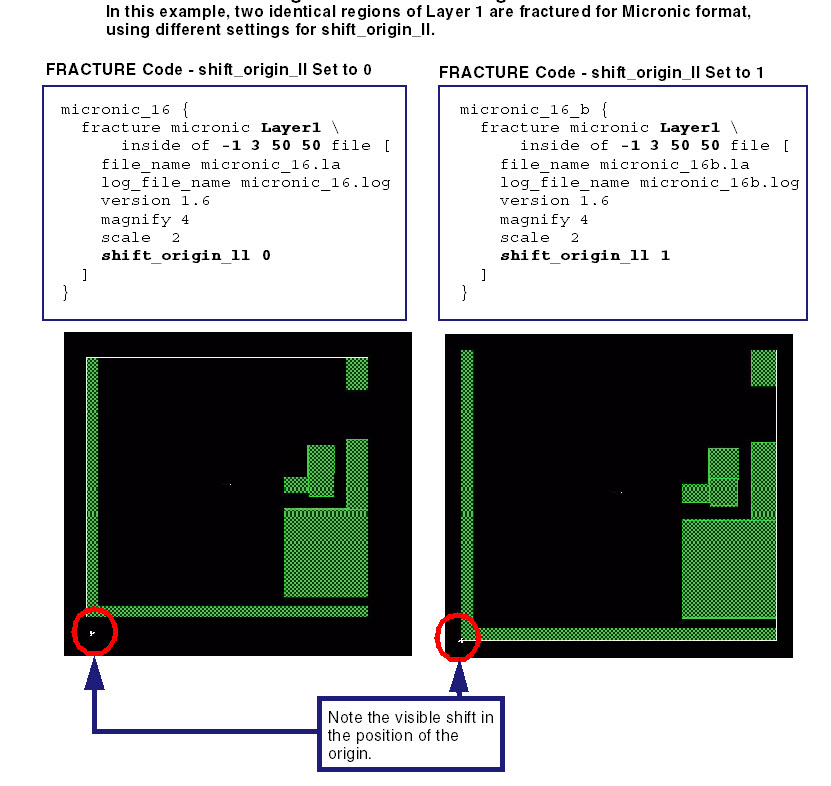 In this example, two identical regions of Layer 1 are fractured for Micronic format,
using different settings for shift_origin_ll.
FRACTURE Code - shift_origin_ll Set to 0
micronic_16 {
fracture micronic Layer1 \
inside of -1 3 50 50 file [
file_name micronic_16.la
log_file_name micronic_16.log
version 1.6
magnify 4
scale 2
shift_origin_ll 0
]
}
FRACTURE Code - shift_origin_ll Set to 1
micronic_16_b {
fracture micronic Layer1 \
inside of -1 3 50 50 file [
file_name micronic_16b.la
log_file_name micronic_16b.log
version 1.6
magnify 4
scale 2
shift_origin_ll 1
]
}
Note the visible shift in
the position of the
origin.